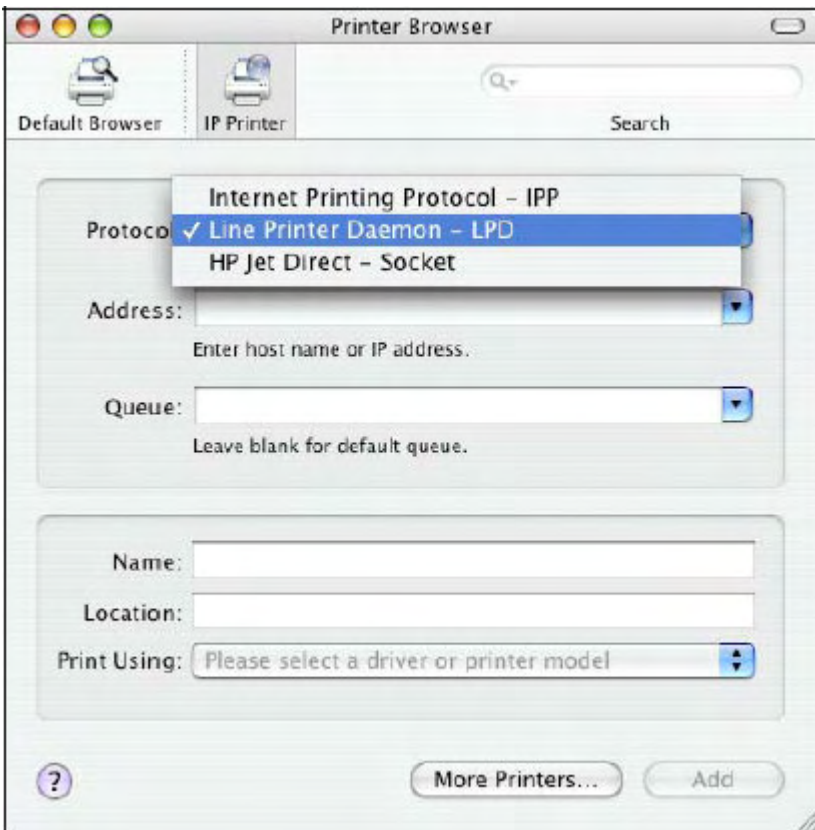 Printer Browser
Default Browser
IP Printer
Search
Internet Printing Protocol – IPP
Protocol
✓ Line Printer Daemon – LPD
HP Jet Direct – Socket
Address:
Enter host name or IP address.
Queue:
Leave blank for default queue.
Name:
Location:
Print Using: Please select a driver or printer model
?
More Printers...
Add